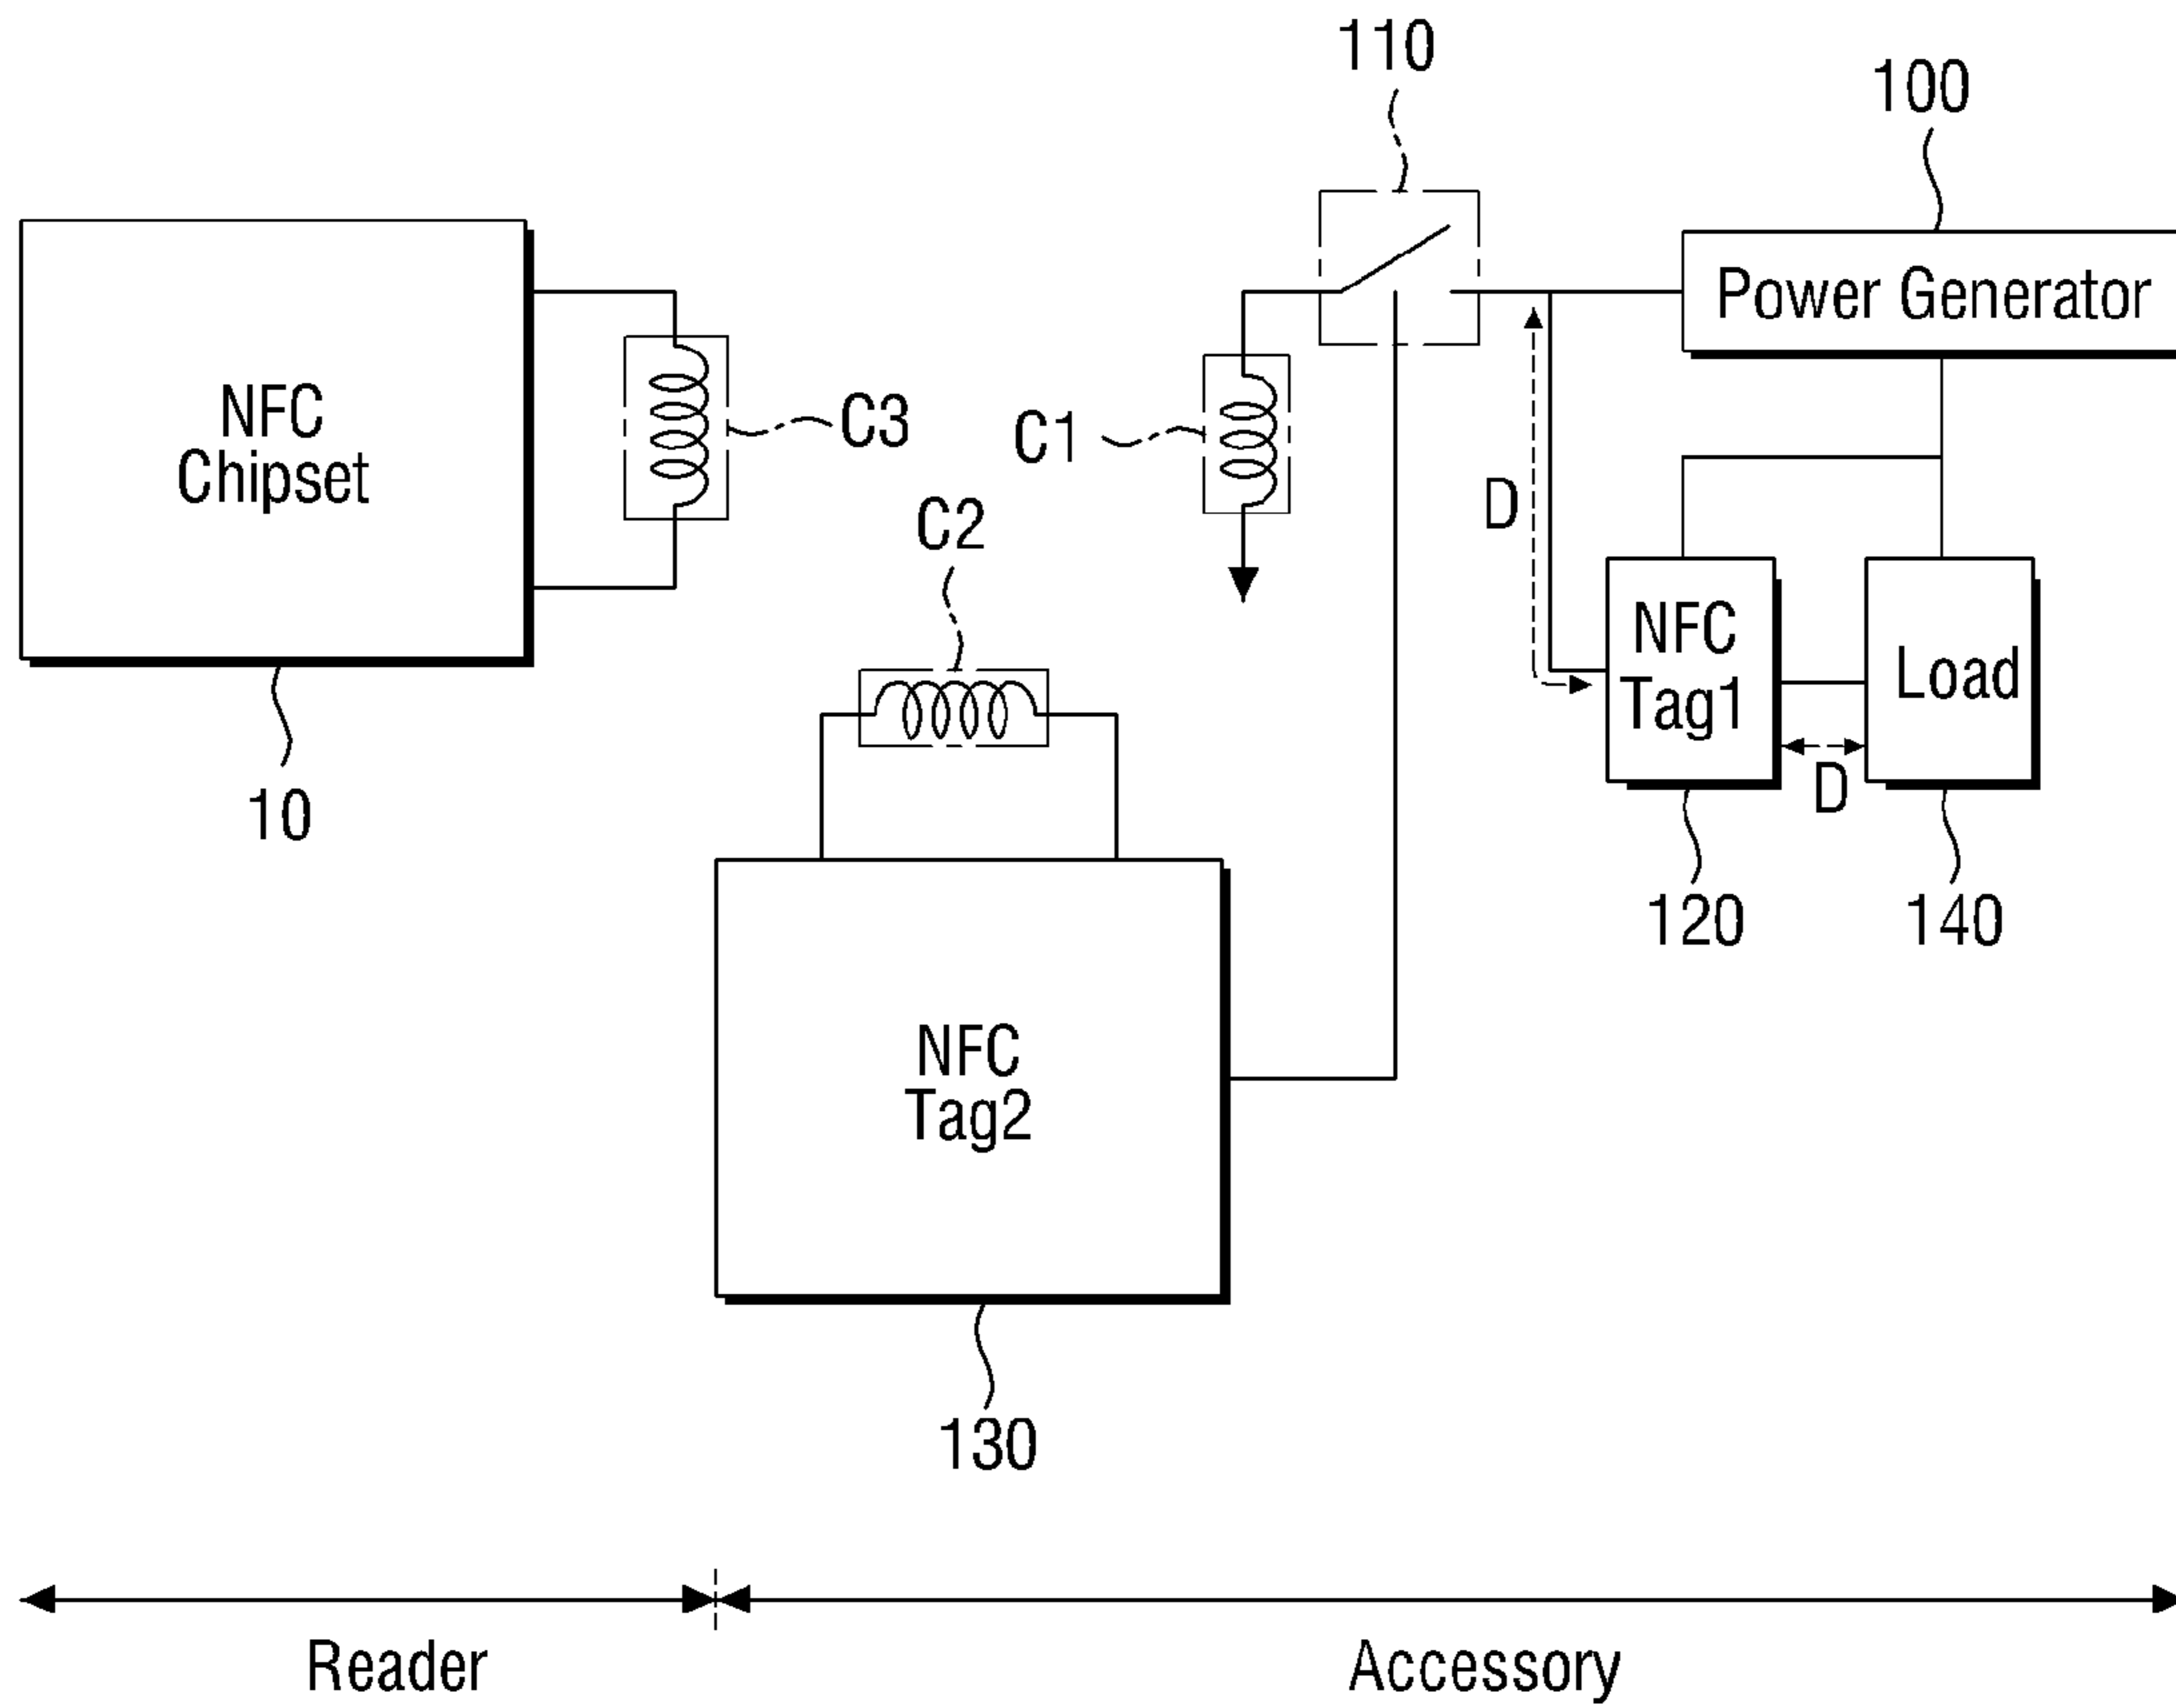 110
100
Power Generator
NFC
Chipset
C3
C1
C2
D
NFC
Tag1
Load
D
10
120
140
NFC
Tag2
130
Reader
Accessory